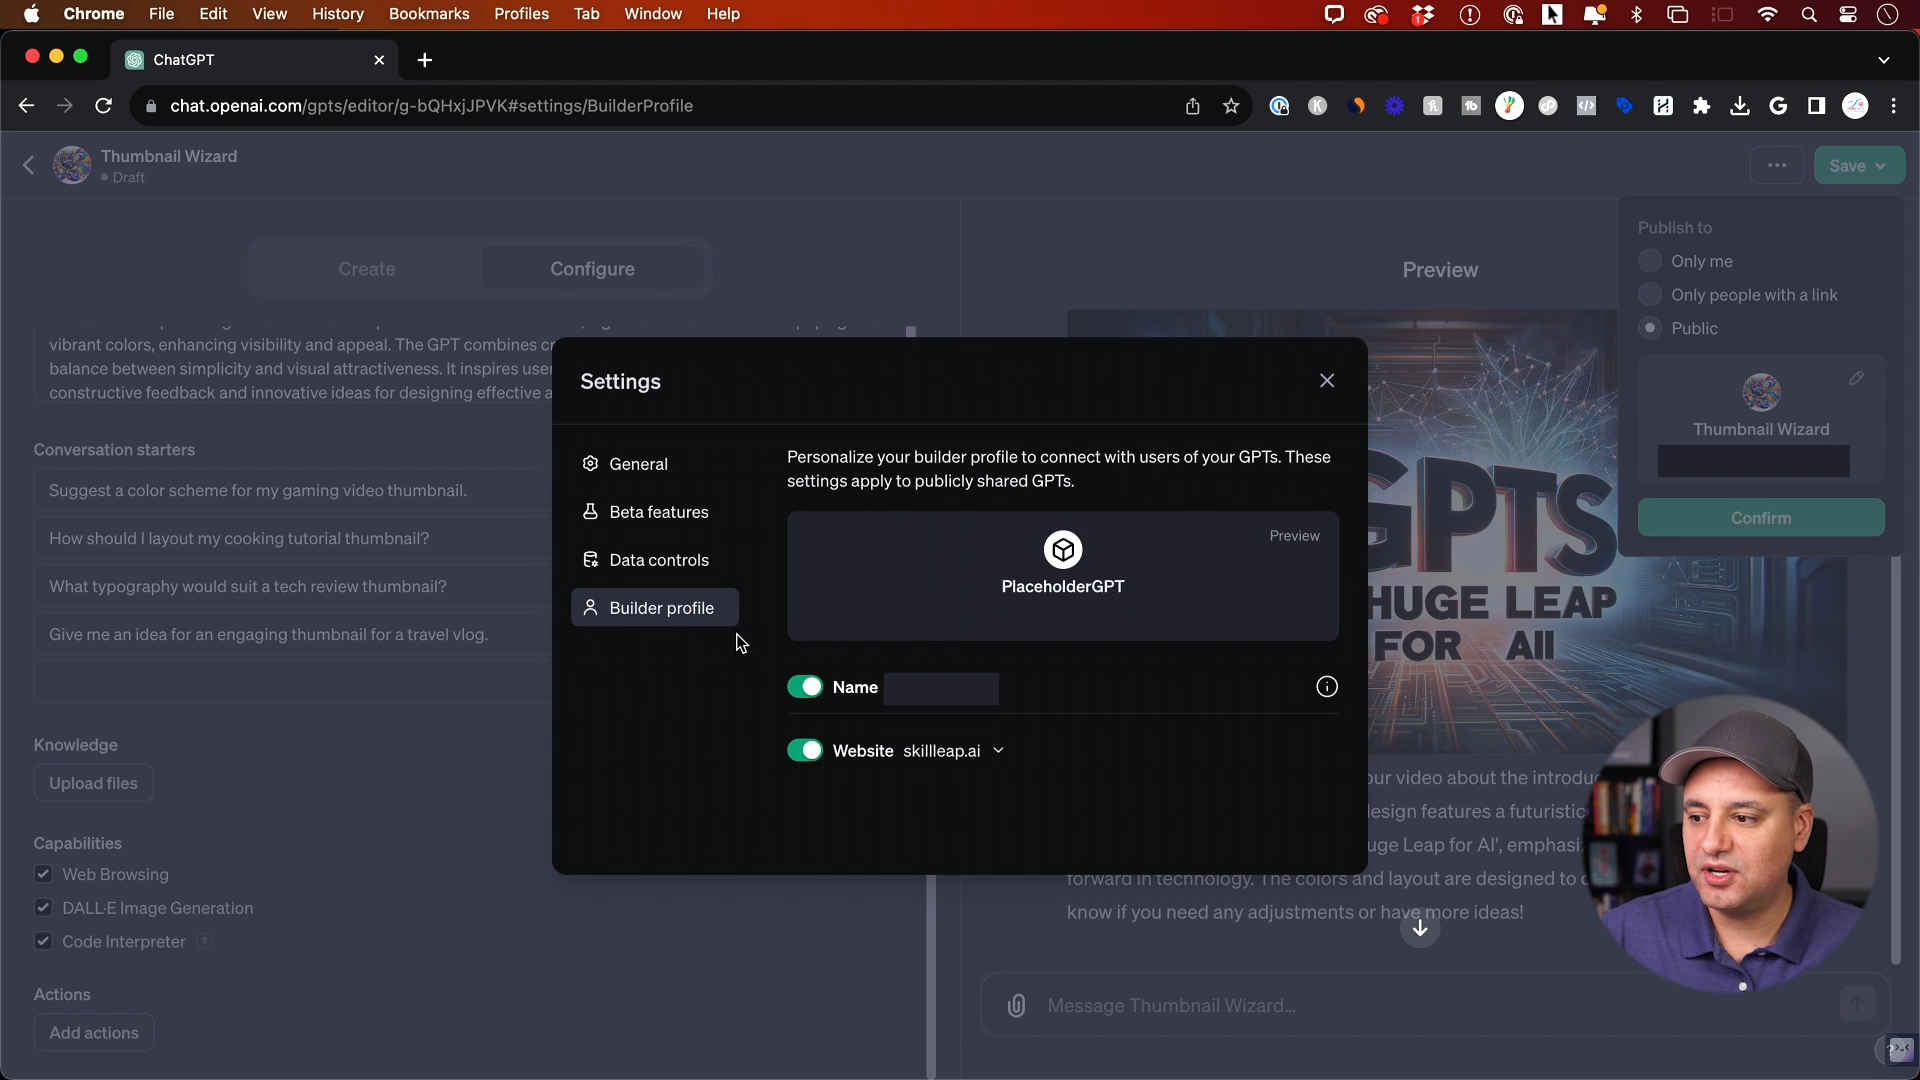 Chrome File Edit View History Bookmarks Profiles Tab Window Help
ChatGPT
chat.openai.com/gpts/editor/g-bQHxjJPVK#settings/BuilderProfile
Thumbnail Wizard
Draft
Save
Create
Configure
Preview
Publish to
Only me
Only people with a link
Public
Thumbnail Wizard
Confirm
vibrant colors, enhancing visibility and appeal. The GPT combines
balance between simplicity and visual attractiveness. It inspires
constructive feedback and innovative ideas for designing effective
Conversation starters
Suggest a color scheme for my gaming video thumbnail.
How should I layout my cooking tutorial thumbnail?
What typography would suit a tech review thumbnail?
Give me an idea for an engaging thumbnail for a travel vlog.
Knowledge
Upload files
Capabilities
Web Browsing
DALL·E Image Generation
Code Interpreter ?
Actions
Add actions
Settings
General
Beta features
Data controls
Builder profile
Personalize your builder profile to connect with users of your GPTs. These
settings apply to publicly shared GPTs.
Preview
PlaceholderGPT
Name
Website skillleap.ai
GPTS
HUGE LEAP
FOR AII
video about the
design features a futuristic
Leap for AI',
forward in technology. The colors and layout are designed to
know if you need any adjustments or have more ideas!
Message Thumbnail Wizard...